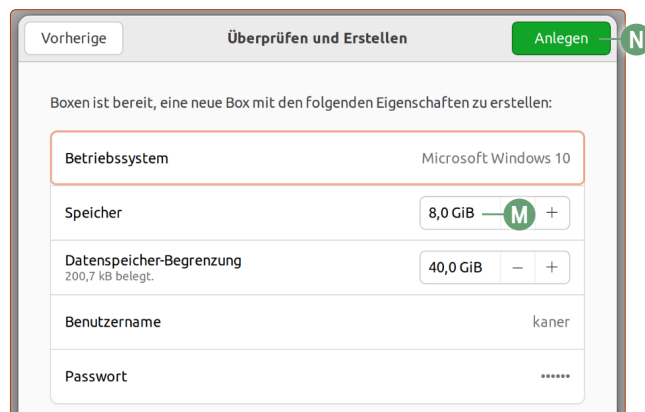 Vorherige Überprüfen und Erstellen Anlegen N
Boxen ist bereit, eine neue Box mit den folgenden Eigenschaften zu erstellen:
Betriebssystem Microsoft Windows 10
Speicher 8,0 GiB M +
Datenspeicher-Begrenzung 40,0 GiB − +
200,7 kB belegt.
Benutzername kaner
Passwort ••••••